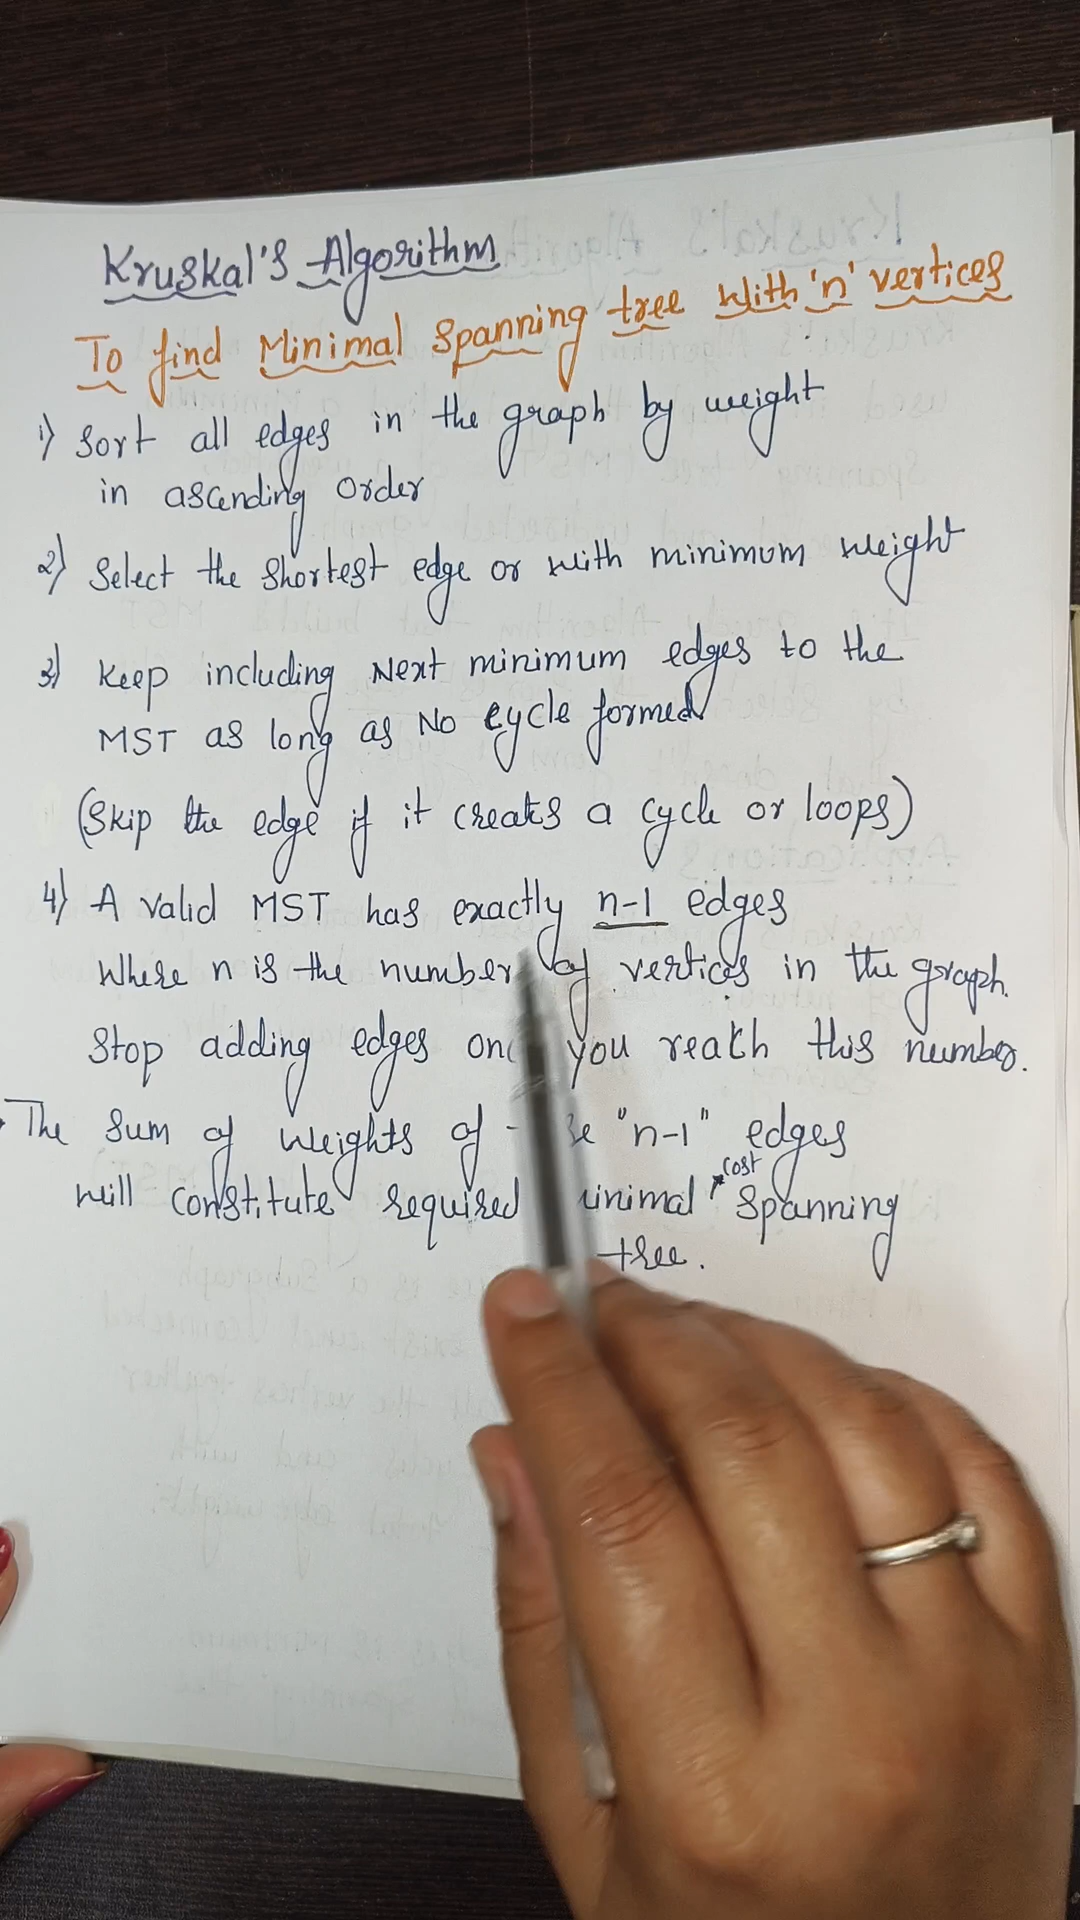 Kruskal's Algorithm
To find Minimal Spanning tree with 'n' vertices
1) Sort all edges in the graph by weight
in ascending order
2) Select the shortest edge or with minimum weight
3) Keep including Next minimum edges to the
MST as long as No cycle formed
(Skip the edge if it creats a cycle or loops)
4) A valid MST has exactly n-1 edges
Where n is the number of vertices in the graph.
Stop adding edges you reach this number.
The sum of weights of "n-1" edges
will constitute required cost spanning
tree.